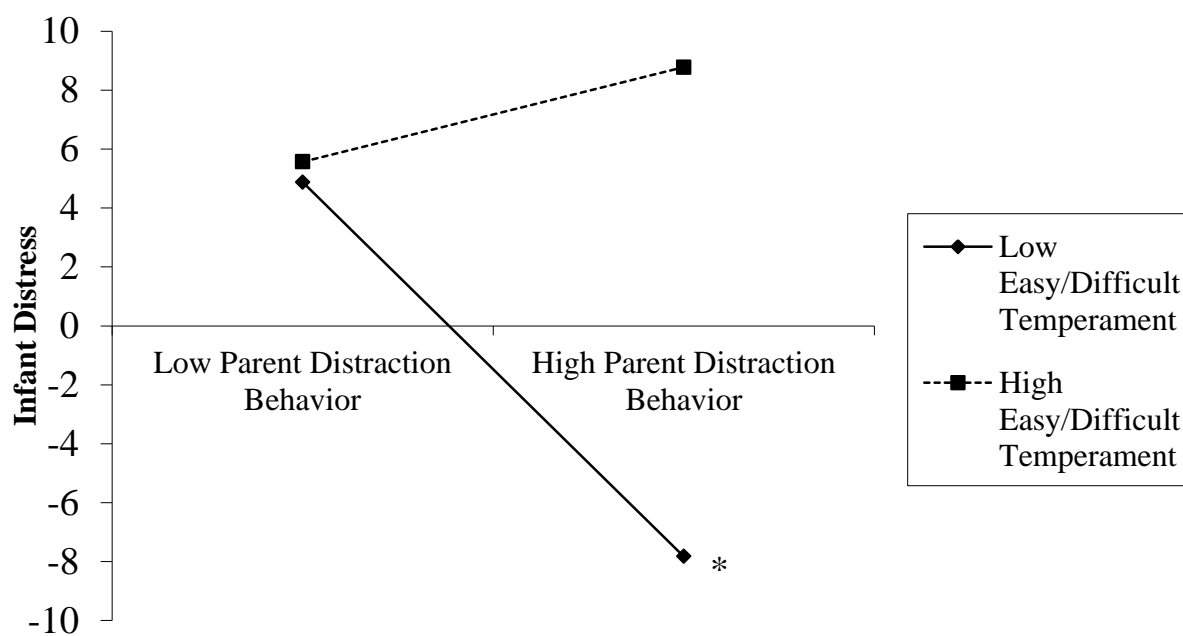 10
8
6
4
2
0
-2
-4
-6
-8
-10
Infant Distress
Low Parent Distraction
Behavior
High Parent Distraction
Behavior
*
Low
Easy/Difficult
Temperament
High
Easy/Difficult
Temperament